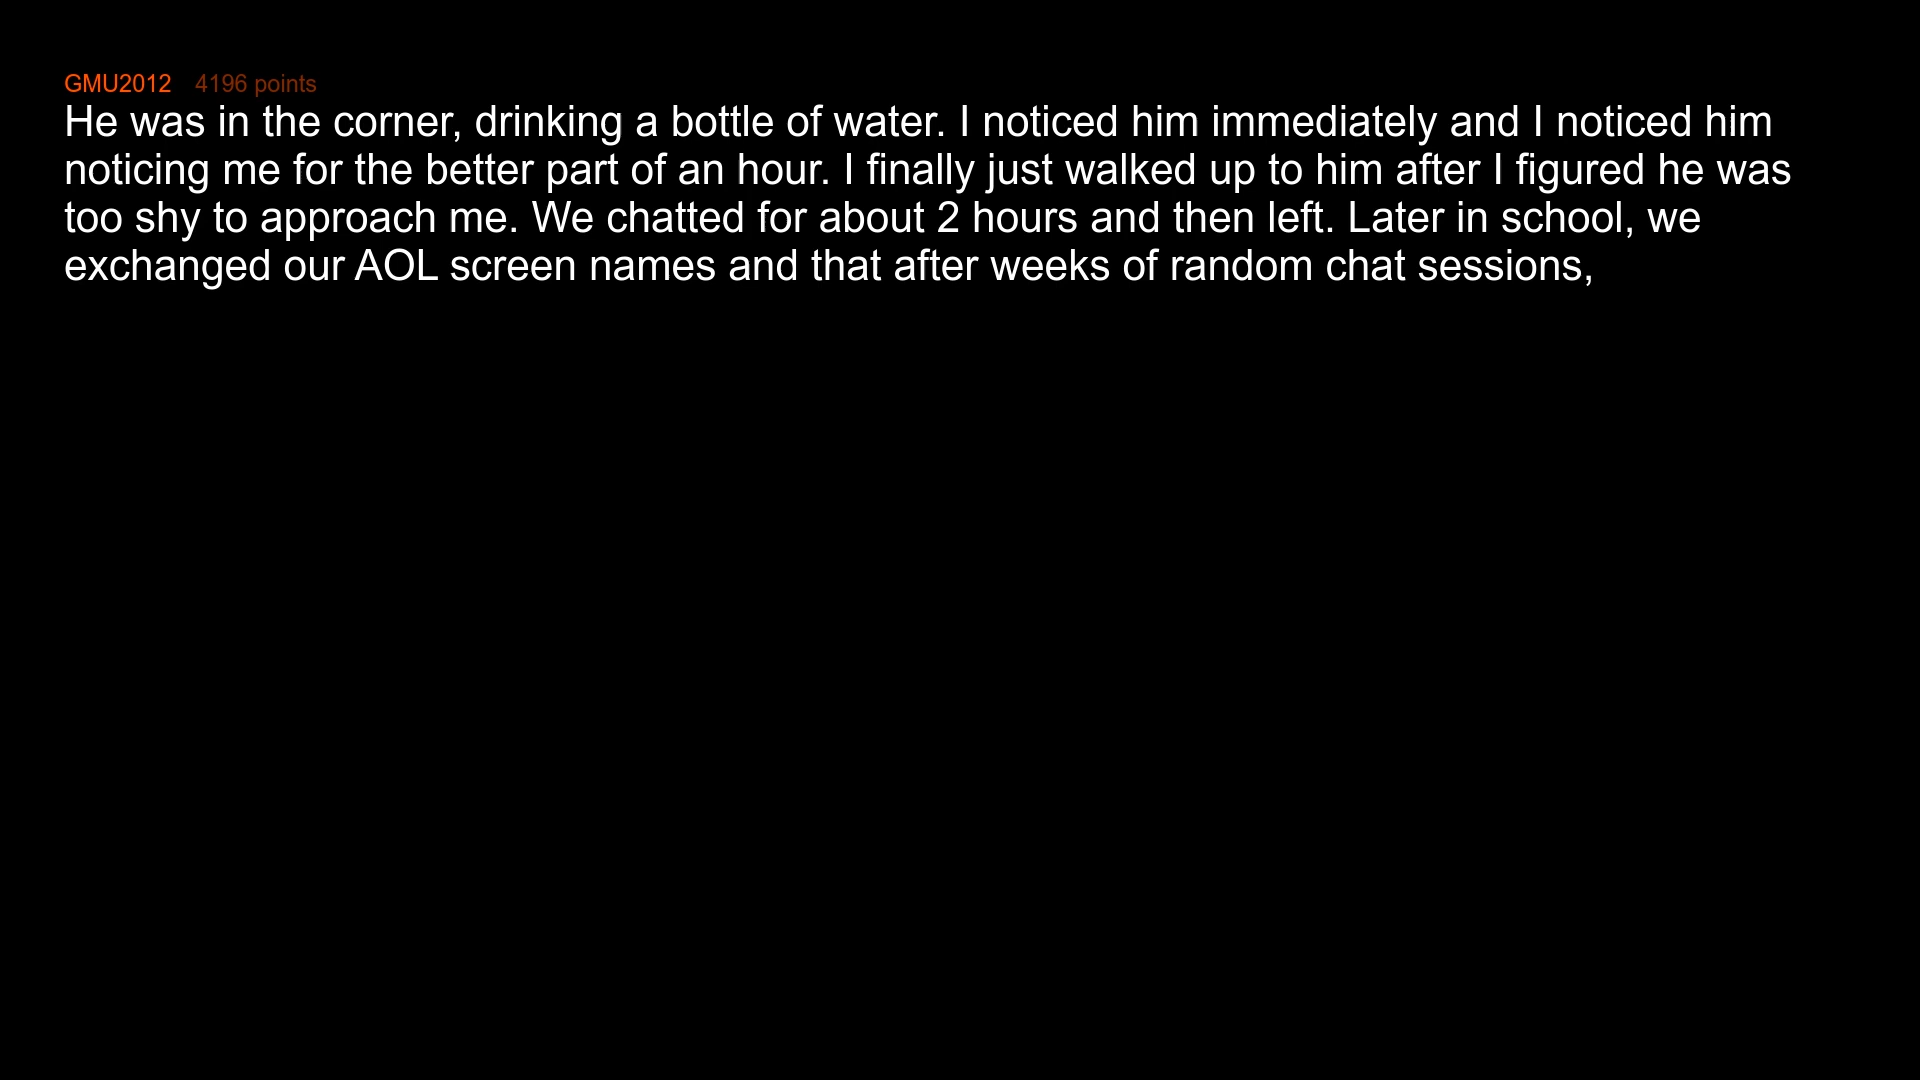 GMU2012 4196 points
He was in the corner, drinking a bottle of water. I noticed him immediately and I noticed him
noticing me for the better part of an hour. I finally just walked up to him after I figured he was
too shy to approach me. We chatted for about 2 hours and then left. Later in school, we
exchanged our AOL screen names and that after weeks of random chat sessions,